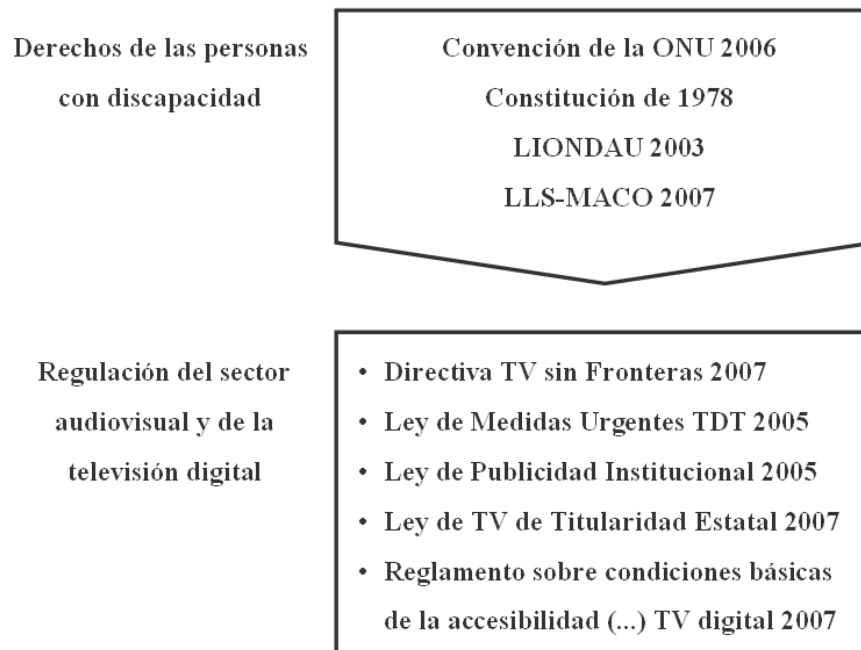 Derechos de las personas
con discapacidad
Convención de la ONU 2006
Constitución de 1978
LIONDAU 2003
LLS-MACO 2007
Regulación del sector
audiovisual y de la
televisión digital
• Directiva TV sin Fronteras 2007
• Ley de Medidas Urgentes TDT 2005
• Ley de Publicidad Institucional 2005
• Ley de TV de Titularidad Estatal 2007
• Reglamento sobre condiciones básicas
de la accesibilidad (...) TV digital 2007